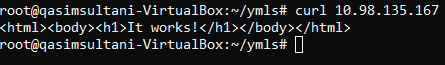 root@qasimsultani-VirtualBox:~/ymls# curl 10.98.135.167
<html><body><h1>It works!</h1></body></html>
root@qasimsultani-VirtualBox:~/ymls#